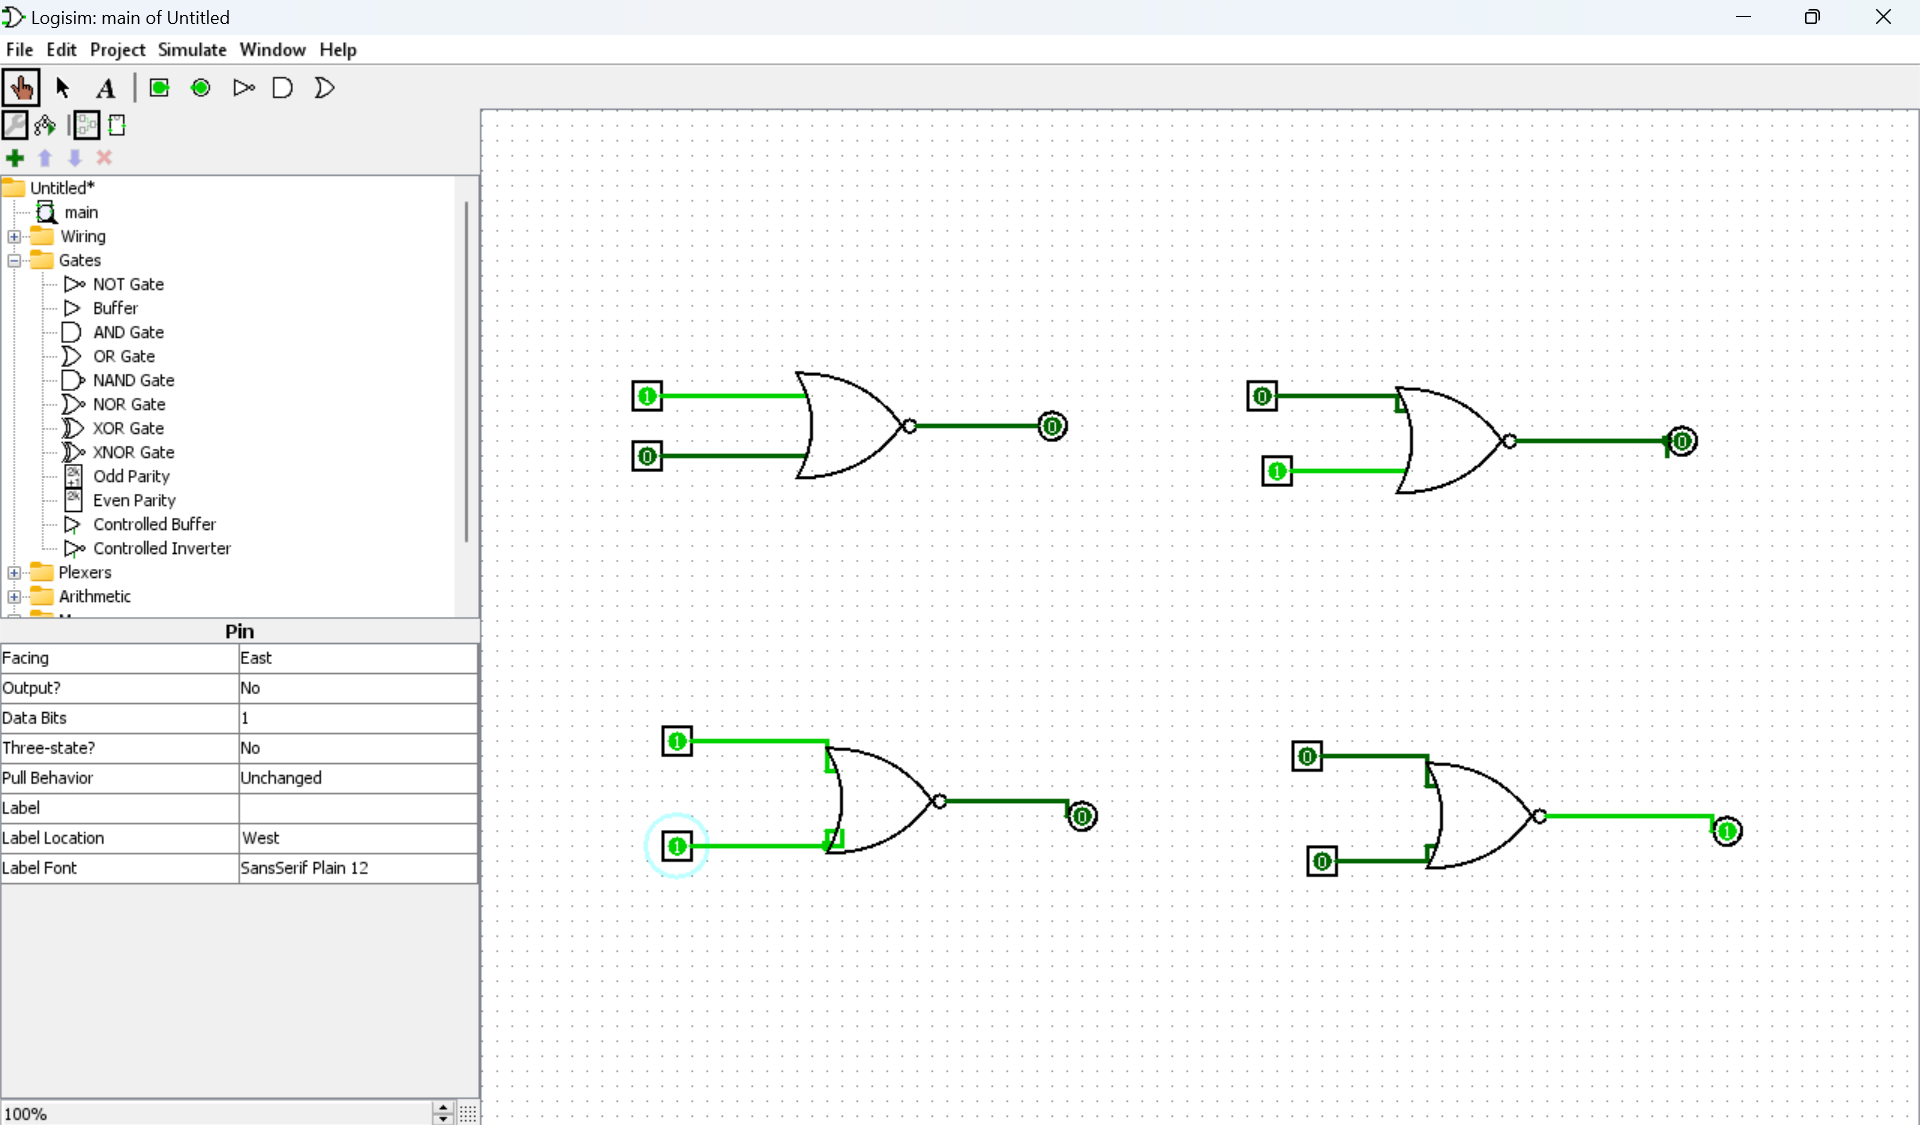 Logisim: main of Untitled
File Edit Project Simulate Window Help
A
Untitled*
main
Wiring
Gates
NOT Gate
Buffer
AND Gate
OR Gate
NAND Gate
NOR Gate
XOR Gate
XNOR Gate
2k+1 Odd Parity
2k Even Parity
Controlled Buffer
Controlled Inverter
Plexers
Arithmetic
Pin
Facing East
Output? No
Data Bits 1
Three-state? No
Pull Behavior Unchanged
Label
Label Location West
Label Font SansSerif Plain 12
100%
1 0
0 0
0
1
1 0
1
0 1
0